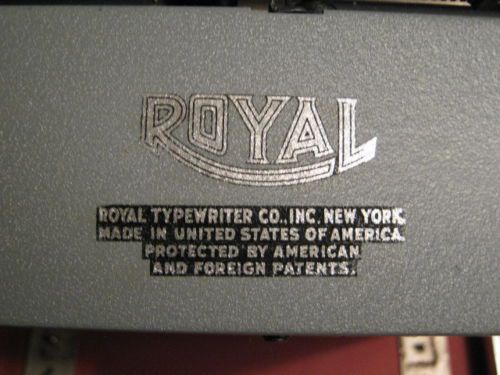 ROYAL
ROYAL TYPEWRITER CO., INC. NEW YORK.
MADE IN UNITED STATES OF AMERICA.
PROTECTED BY AMERICAN
AND FOREIGN PATENTS.